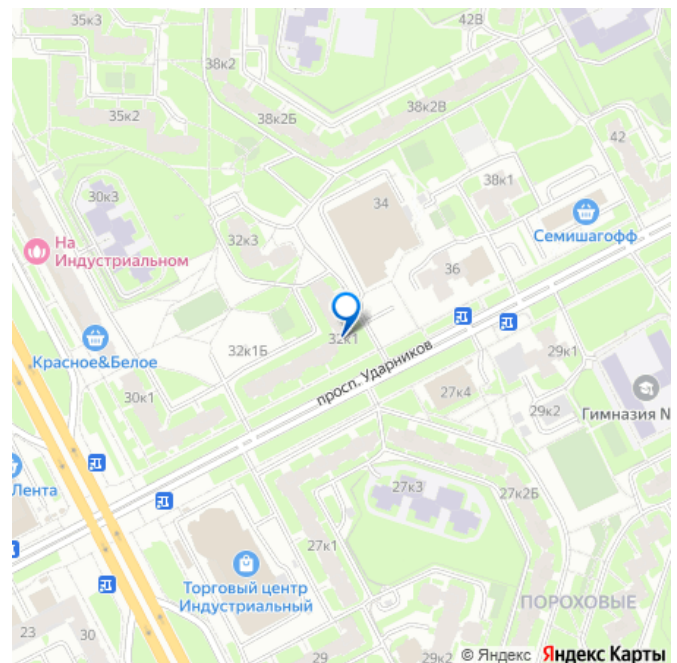 35к3
42В
38к2
38к2Б
38к2В
35к2
42
38к1
30к3
34
Семишагофф
32к3
На
Индустриальном
36
32к1
32к1Б
29к1
Красное&Белое
просп. Ударников
30к1
27к4
29к2
Гимназия N
Лента
27к3
27к2Б
27к1
Торговый центр
Индустриальный
ПОРОХОВЫЕ
23
30
29
29к2
© Яндекс Яндекс Карты